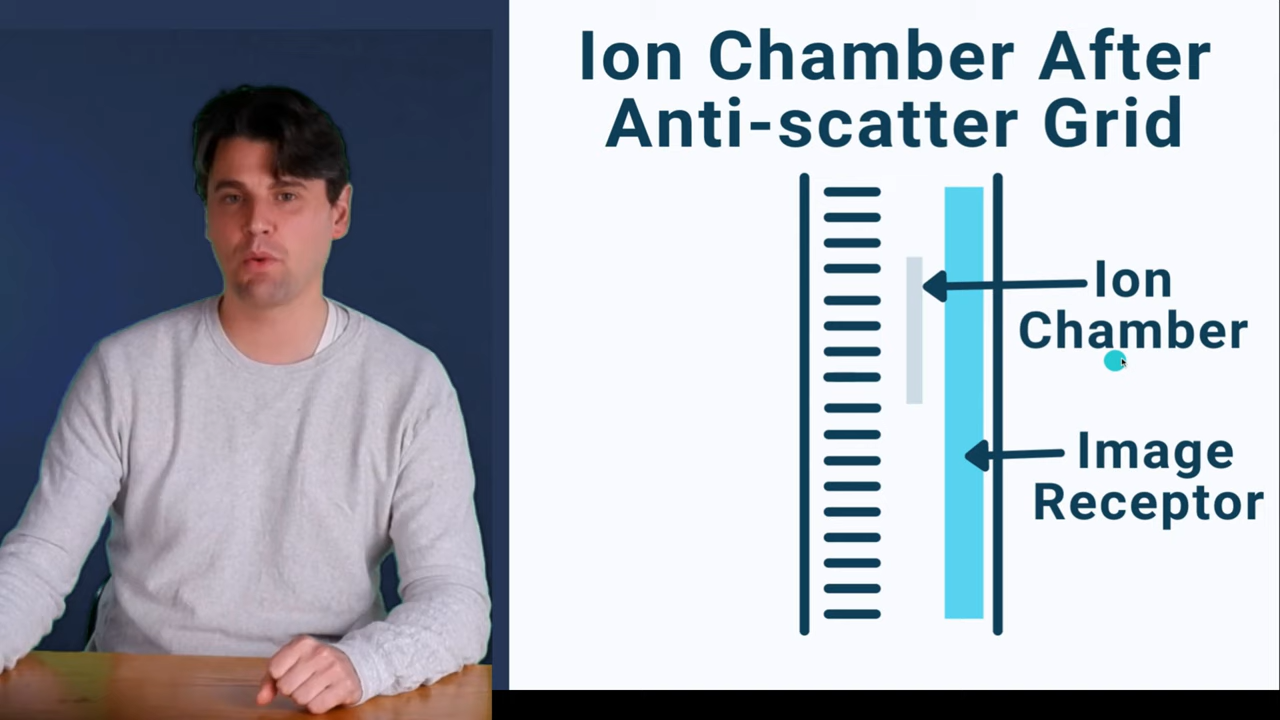 Ion Chamber After
Anti-scatter Grid
Ion
Chamber
Image
Receptor